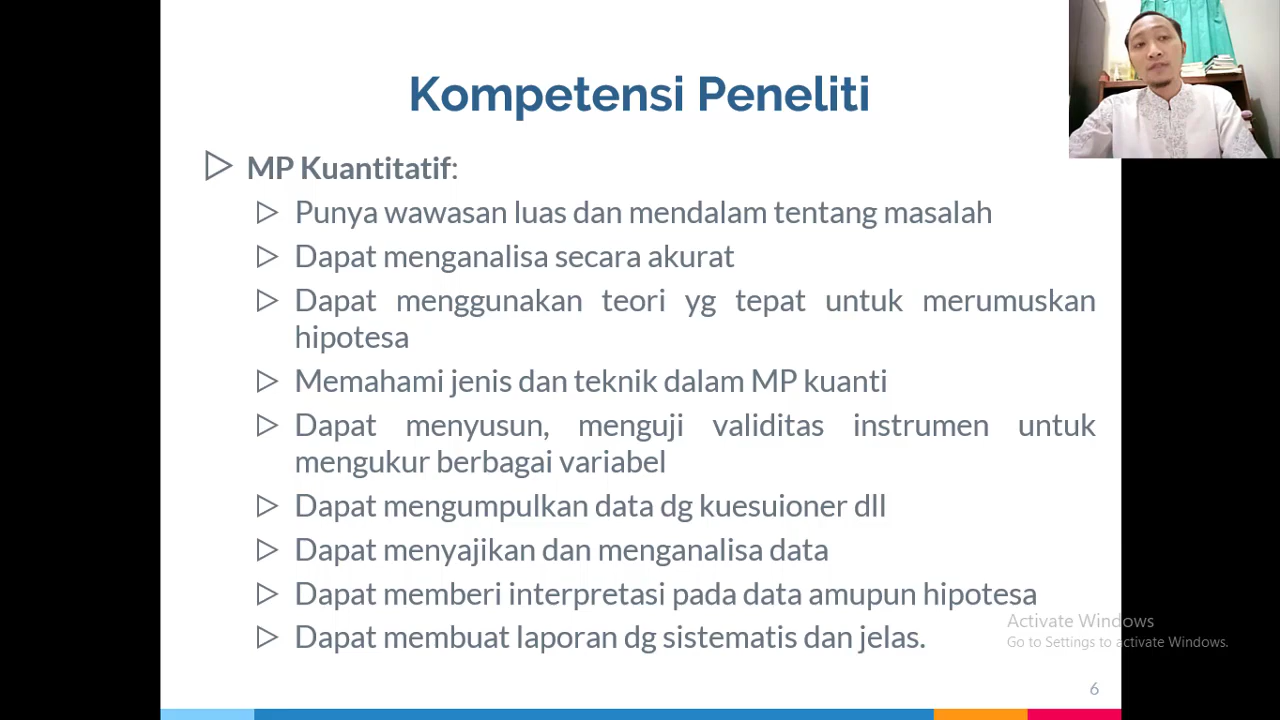 Kompetensi Peneliti
MP Kuantitatif:
Punya wawasan luas dan mendalam tentang masalah
Dapat menganalisa secara akurat
Dapat menggunakan teori yg tepat untuk merumuskan
hipotesa
Memahami jenis dan teknik dalam MP kuanti
Dapat menyusun, menguji validitas instrumen untuk
mengukur berbagai variabel
Dapat mengumpulkan data dg kuesuioner dll
Dapat menyajikan dan menganalisa data
Dapat memberi interpretasi pada data amupun hipotesa
Dapat membuat laporan dg sistematis dan jelas.
Activate Windows
Go to Settings to activate Windows.
6